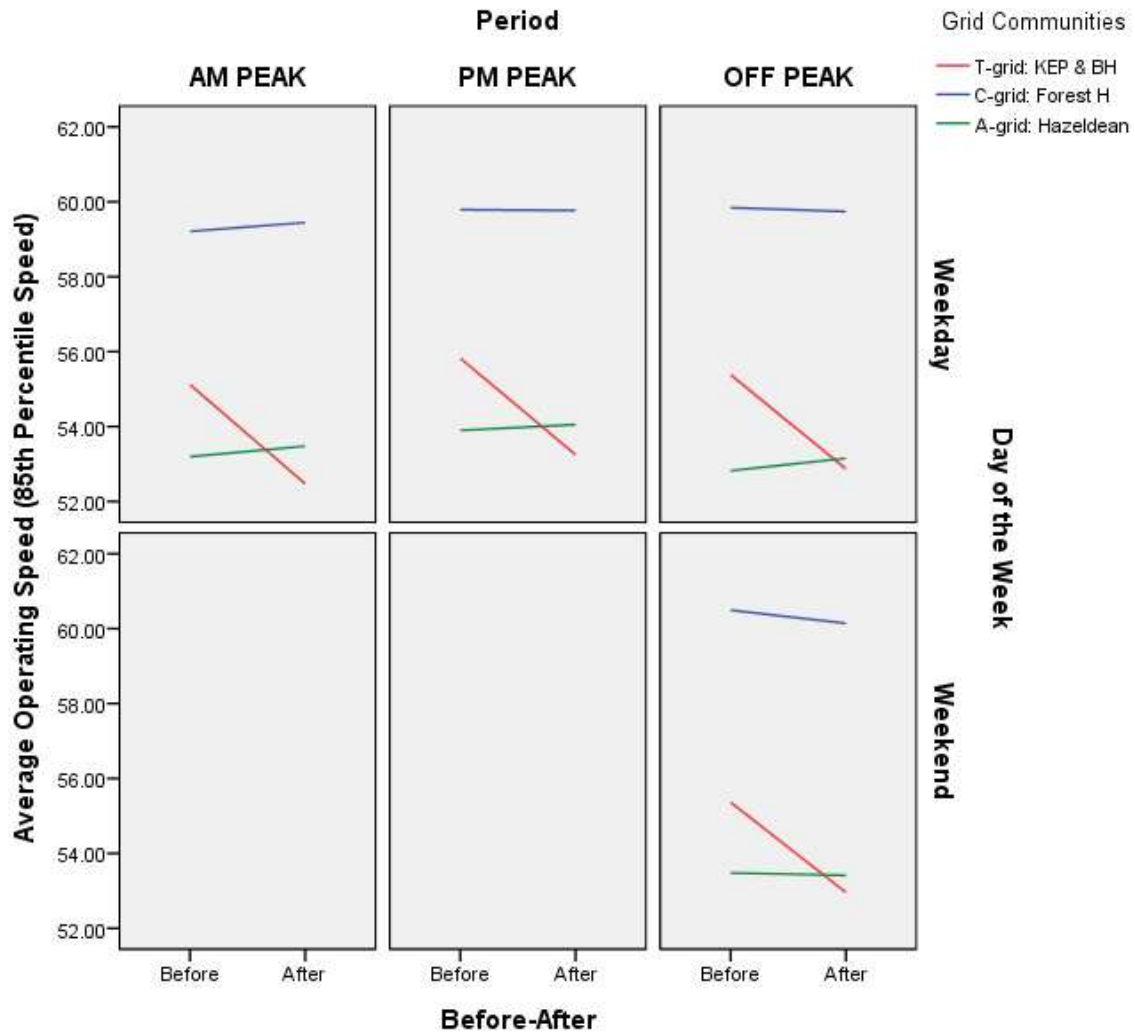 Period
Grid Communities
AM PEAK
PM PEAK
OFF PEAK
T-grid: KEP & BH
C-grid: Forest H
A-grid: Hazeldean
Average Operating Speed (85th Percentile Speed)
62.00
60.00
58.00
56.00
54.00
52.00
Weekday
62.00
60.00
58.00
56.00
54.00
52.00
Weekend
Day of the Week
Before
After
Before
After
Before
After
Before-After